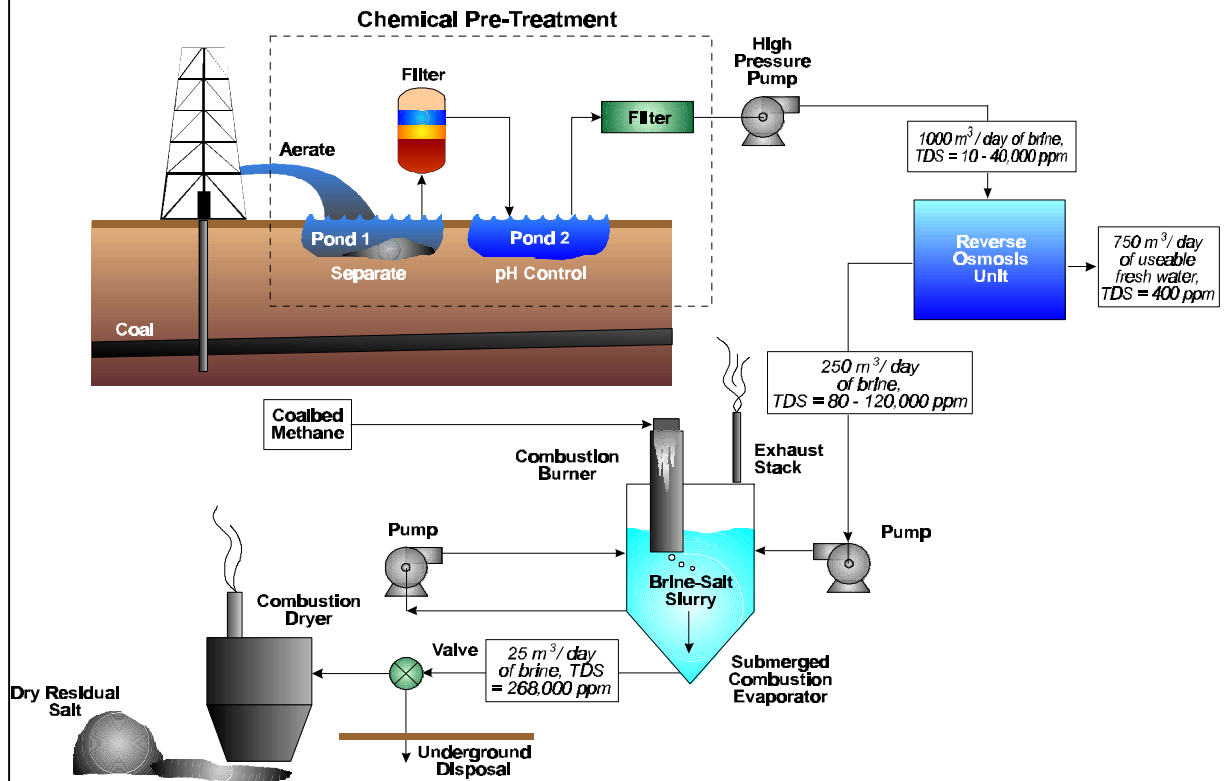 Chemical Pre-Treatment
High
Pressure
Pump
Filter
Filter
Aerate
1000 m³/ day of brine,
TDS = 10 - 40,000 ppm
Pond 1
Pond 2
Separate
pH Control
Reverse
Osmosis
Unit
750 m³/ day
of useable
fresh water,
TDS = 400 ppm
Coal
250 m³/ day
of brine,
TDS = 80 - 120,000 ppm
Coalbed
Methane
Combustion
Burner
Exhaust
Stack
Pump
Pump
Brine-Salt
Slurry
Combustion
Dryer
Valve
25 m³/ day
of brine, TDS
= 268,000 ppm
Submerged
Combustion
Evaporator
Dry Residual
Salt
Underground
Disposal